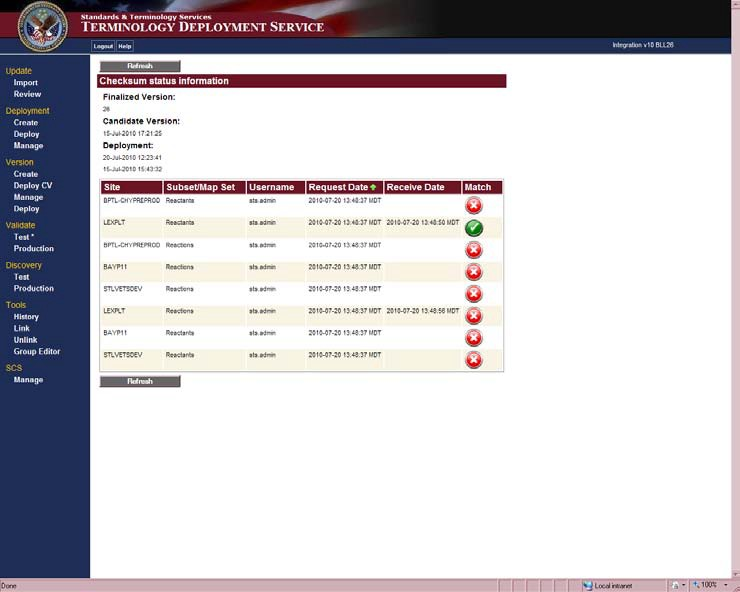 Standards & Terminology Services
TERMINOLOGY DEPLOYMENT SERVICE
Logout Help
Integration v10 BLL26
Update
Import
Review
Deployment
Create
Deploy
Manage
Version
Create
Deploy CV
Manage
Deploy
Validate
Test *
Production
Discovery
Test
Production
Tools
History
Link
Unlink
Group Editor
SCS
Manage
Refresh
Checksum status information
Finalized Version:
26
Candidate Version:
15-Jul-2010 17:21:25
Deployment:
20-Jul-2010 12:23:41
15-Jul-2010 15:43:32
Site Subset/Map Set Username Request Date Receive Date Match
BPTL-CHYPREPROD Reactants sts.admin 2010-07-20 13:48:37 MDT
LEXPLT Reactants sts.admin 2010-07-20 13:48:37 MDT 2010-07-20 13:48:50 MDT
BPTL-CHYPREPROD Reactions sts.admin 2010-07-20 13:48:37 MDT
BAYP11 Reactions sts.admin 2010-07-20 13:48:37 MDT
STLVETSDEV Reactions sts.admin 2010-07-20 13:48:37 MDT
LEXPLT Reactions sts.admin 2010-07-20 13:48:37 MDT 2010-07-20 13:48:56 MDT
BAYP11 Reactants sts.admin 2010-07-20 13:48:37 MDT
STLVETSDEV Reactants sts.admin 2010-07-20 13:48:37 MDT
Refresh
Done
Local intranet
100%